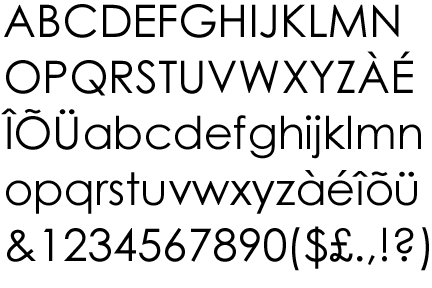 ABCDEFGHIJKLMN
OPQRSTUVWXYZÀÉ
ÎÕÜabcdefghijklmn
opqrstuvwxyzàéîõü
&1234567890($£.,!?)